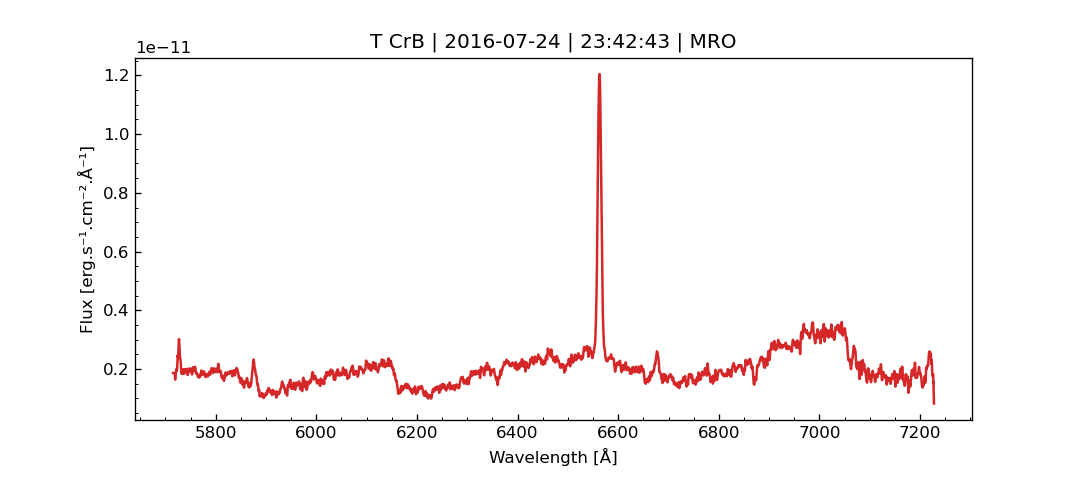 T CrB | 2016-07-24 | 23:42:43 | MRO
1e−11
1.2
1.0
0.8
0.6
0.4
0.2
Flux [erg.s⁻¹.cm⁻².Å⁻¹]
5800 6000 6200 6400 6600 6800 7000 7200
Wavelength [Å]